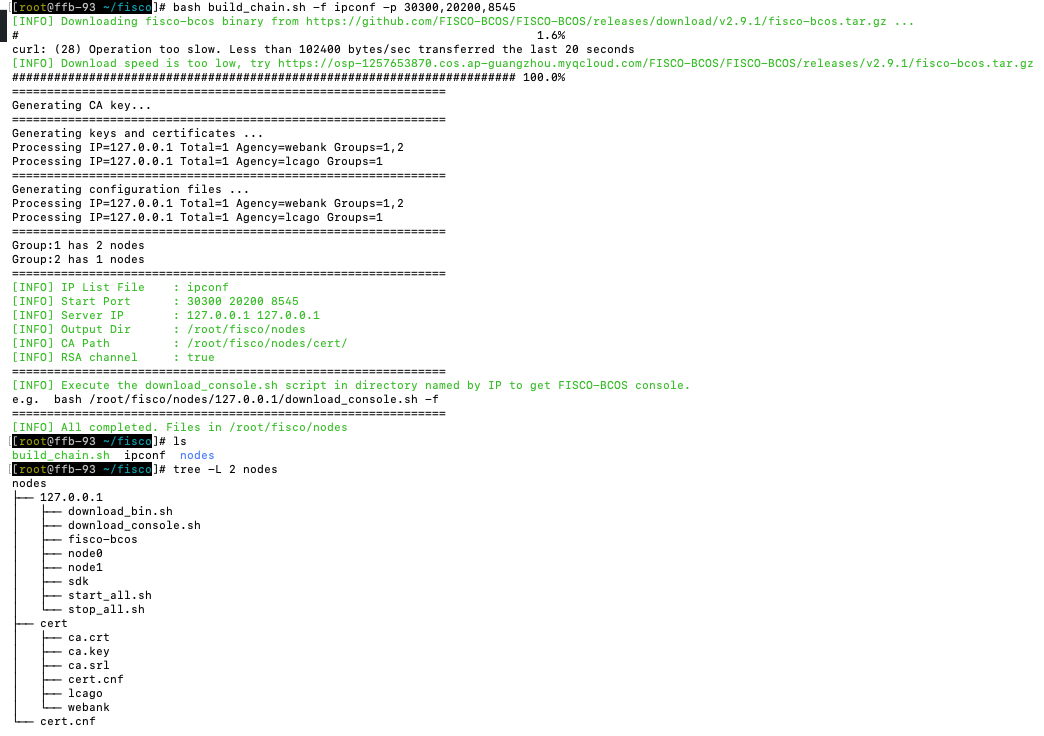 [root@ffb-93 ~/fisco]# bash build_chain.sh -f ipconf -p 30300,20200,8545
[INFO] Downloading fisco-bcos binary from https://github.com/FISCO-BCOS/FISCO-BCOS/releases/download/v2.9.1/fisco-bcos.tar.gz ...
# 1.6%
curl: (28) Operation too slow. Less than 102400 bytes/sec transferred the last 20 seconds
[INFO] Download speed is too low, try https://osp-1257653870.cos.ap-guangzhou.myqcloud.com/FISCO-BCOS/FISCO-BCOS/releases/v2.9.1/fisco-bcos.tar.gz
######################################################################## 100.0%
==============================================================
Generating CA key...
==============================================================
Generating keys and certificates ...
Processing IP=127.0.0.1 Total=1 Agency=webank Groups=1,2
Processing IP=127.0.0.1 Total=1 Agency=lcago Groups=1
==============================================================
Generating configuration files ...
Processing IP=127.0.0.1 Total=1 Agency=webank Groups=1,2
Processing IP=127.0.0.1 Total=1 Agency=lcago Groups=1
==============================================================
Group:1 has 2 nodes
Group:2 has 1 nodes
==============================================================
[INFO] IP List File    : ipconf
[INFO] Start Port      : 30300 20200 8545
[INFO] Server IP       : 127.0.0.1 127.0.0.1
[INFO] Output Dir      : /root/fisco/nodes
[INFO] CA Path         : /root/fisco/nodes/cert/
[INFO] RSA channel     : true
==============================================================
[INFO] Execute the download_console.sh script in directory named by IP to get FISCO-BCOS console.
e.g.  bash /root/fisco/nodes/127.0.0.1/download_console.sh -f
==============================================================
[INFO] All completed. Files in /root/fisco/nodes
[root@ffb-93 ~/fisco]# ls
build_chain.sh  ipconf  nodes
[root@ffb-93 ~/fisco]# tree -L 2 nodes
nodes
├── 127.0.0.1
│   ├── download_bin.sh
│   ├── download_console.sh
│   ├── fisco-bcos
│   ├── node0
│   ├── node1
│   ├── sdk
│   ├── start_all.sh
│   └── stop_all.sh
├── cert
│   ├── ca.crt
│   ├── ca.key
│   ├── ca.srl
│   ├── cert.cnf
│   ├── lcago
│   └── webank
└── cert.cnf